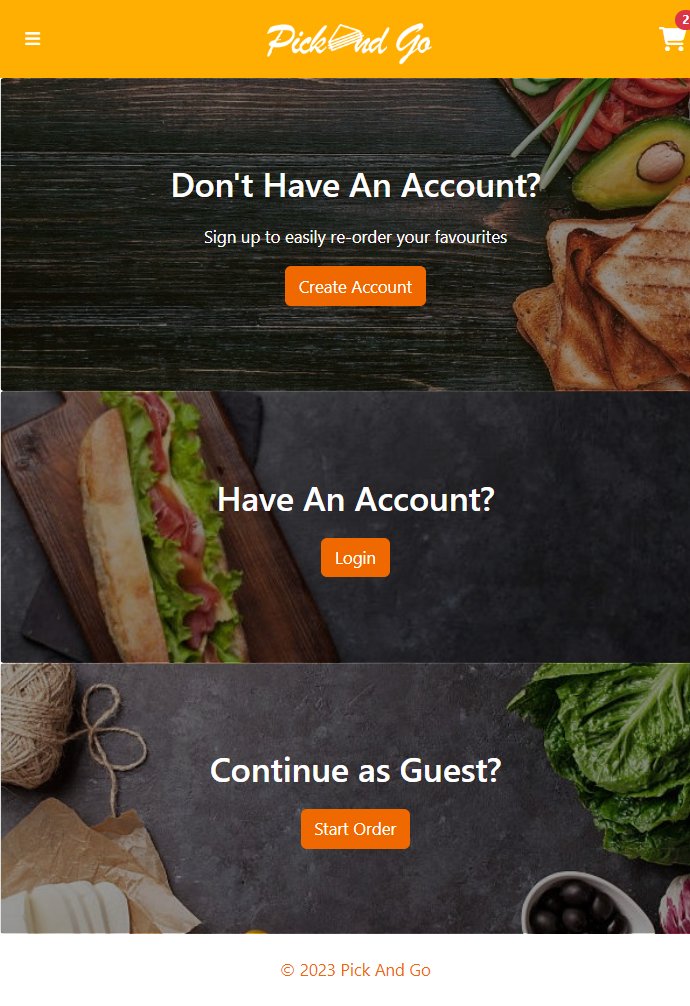 Pick And Go
2
Don't Have An Account?
Sign up to easily re-order your favourites
Create Account
Have An Account?
Login
Continue as Guest?
Start Order
© 2023 Pick And Go